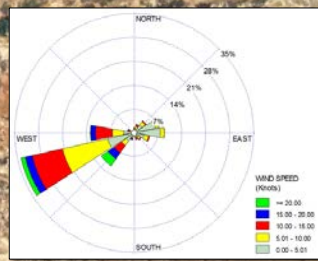 NORTH
35%
28%
21%
14%
7%
WEST
EAST
SOUTH
WIND SPEED
(Knots)
>= 20.00
15.00 - 20.00
10.00 - 15.00
5.01 - 10.00
0.00 - 5.01